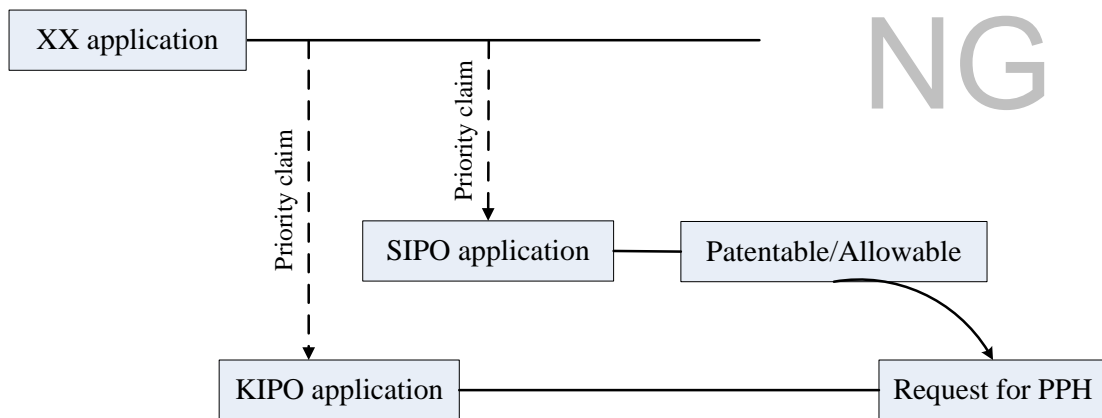 XX application
NG
Priority claim
Priority claim
SIPO application
Patentable/Allowable
KIPO application
Request for PPH